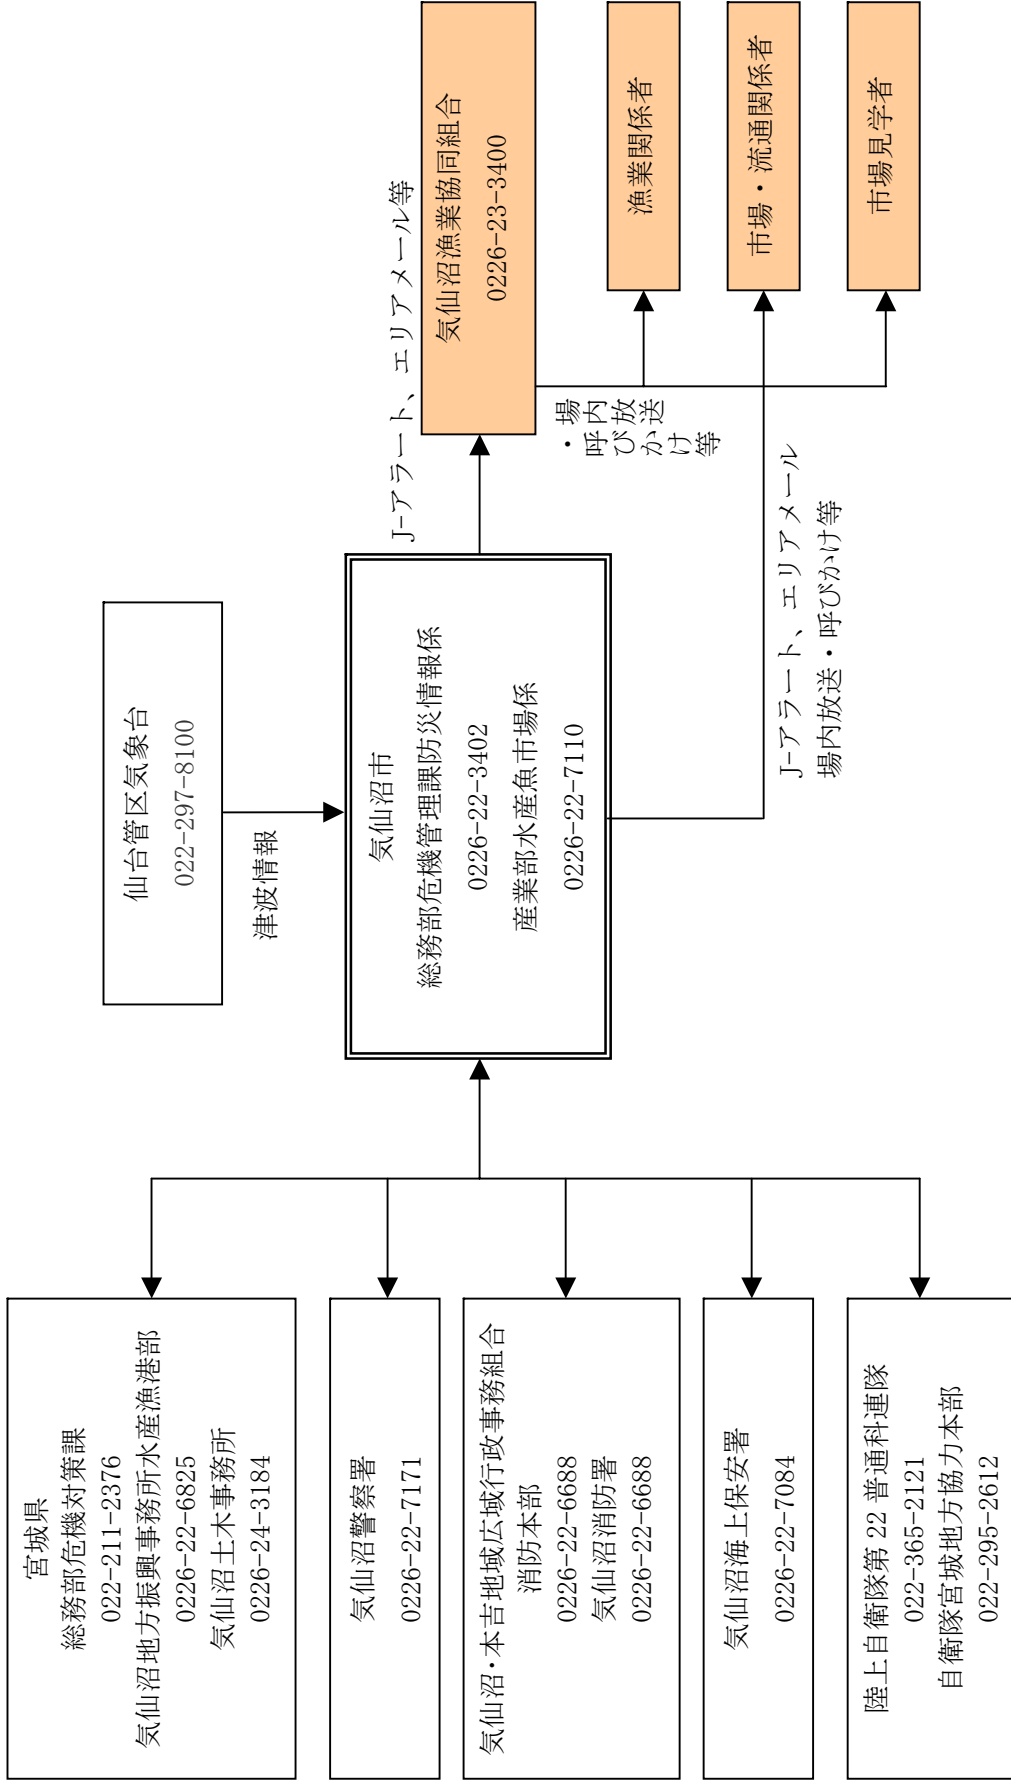 仙台管区気象台
022-297-8100
津波情報
宮城県
総務部危機対策課
022-211-2376
気仙沼地方振興事務所水産漁港部
0226-22-6825
気仙沼土木事務所
0226-24-3184
気仙沼警察署
0226-22-7171
気仙沼・本吉地域広域行政事務組合
消防本部
0226-22-6688
気仙沼消防署
0226-22-6688
気仙沼海上保安署
0226-22-7084
陸上自衛隊第 22 普通科連隊
022-365-2121
自衛隊宮城地方協力本部
022-295-2612
気仙沼市
総務部危機管理課防災情報係
0226-22-3402
産業部水産魚市場係
0226-22-7110
J-アラート、エリアメール等
気仙沼漁業協同組合
0226-23-3400
・場内放送
呼びかけ等
漁業関係者
市場・流通関係者
市場見学者
J-アラート、エリアメール
場内放送・呼びかけ等